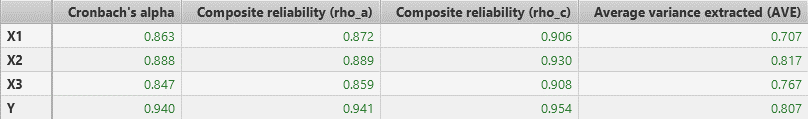 Cronbach's alpha Composite reliability (rho_a) Composite reliability (rho_c) Average variance extracted (AVE)
X1 0.863 0.872 0.906 0.707
X2 0.888 0.889 0.930 0.817
X3 0.847 0.859 0.908 0.767
Y 0.940 0.941 0.954 0.807